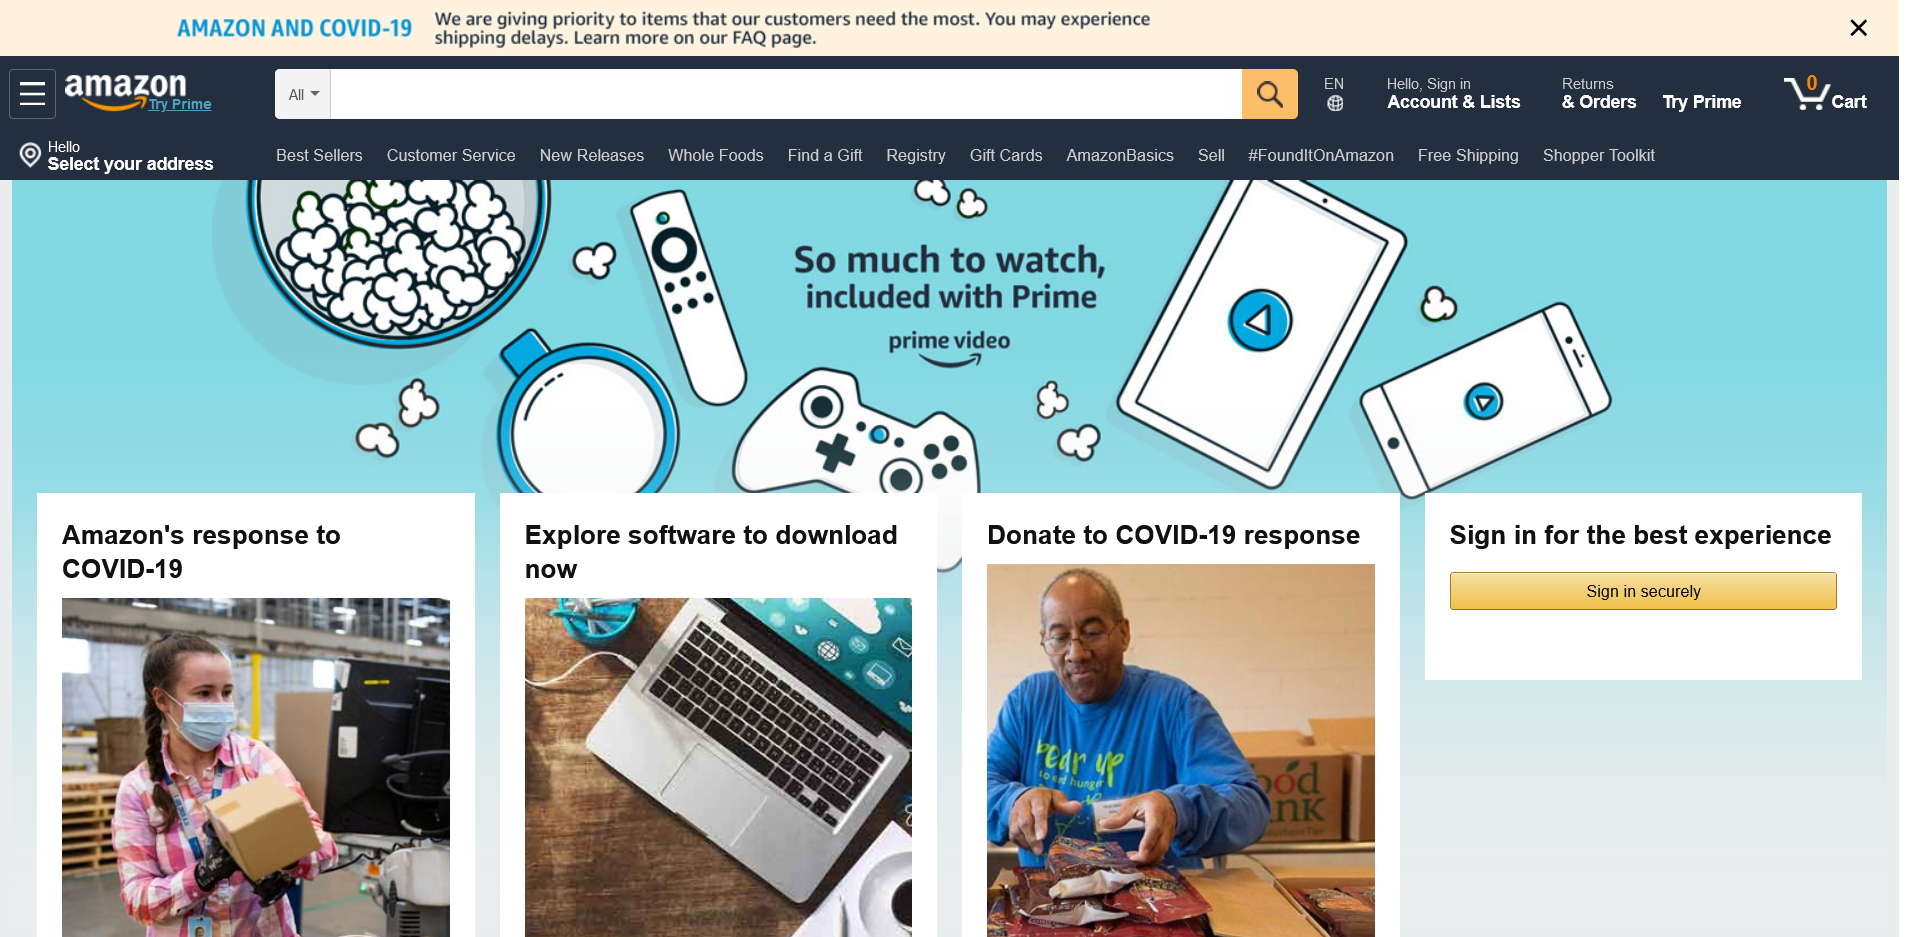 AMAZON AND COVID-19
We are giving priority to items that our customers need the most. You may experience
shipping delays. Learn more on our FAQ page.
amazon
Try Prime
All
EN
Hello, Sign in
Account & Lists
Returns
& Orders
Try Prime
0
Cart
Hello
Select your address
Best Sellers
Customer Service
New Releases
Whole Foods
Find a Gift
Registry
Gift Cards
AmazonBasics
Sell
#FoundItOnAmazon
Free Shipping
Shopper Toolkit
So much to watch,
included with Prime
prime video
Amazon's response to
COVID-19
Explore software to download
now
Donate to COVID-19 response
Sign in for the best experience
Sign in securely
up
to end hunger